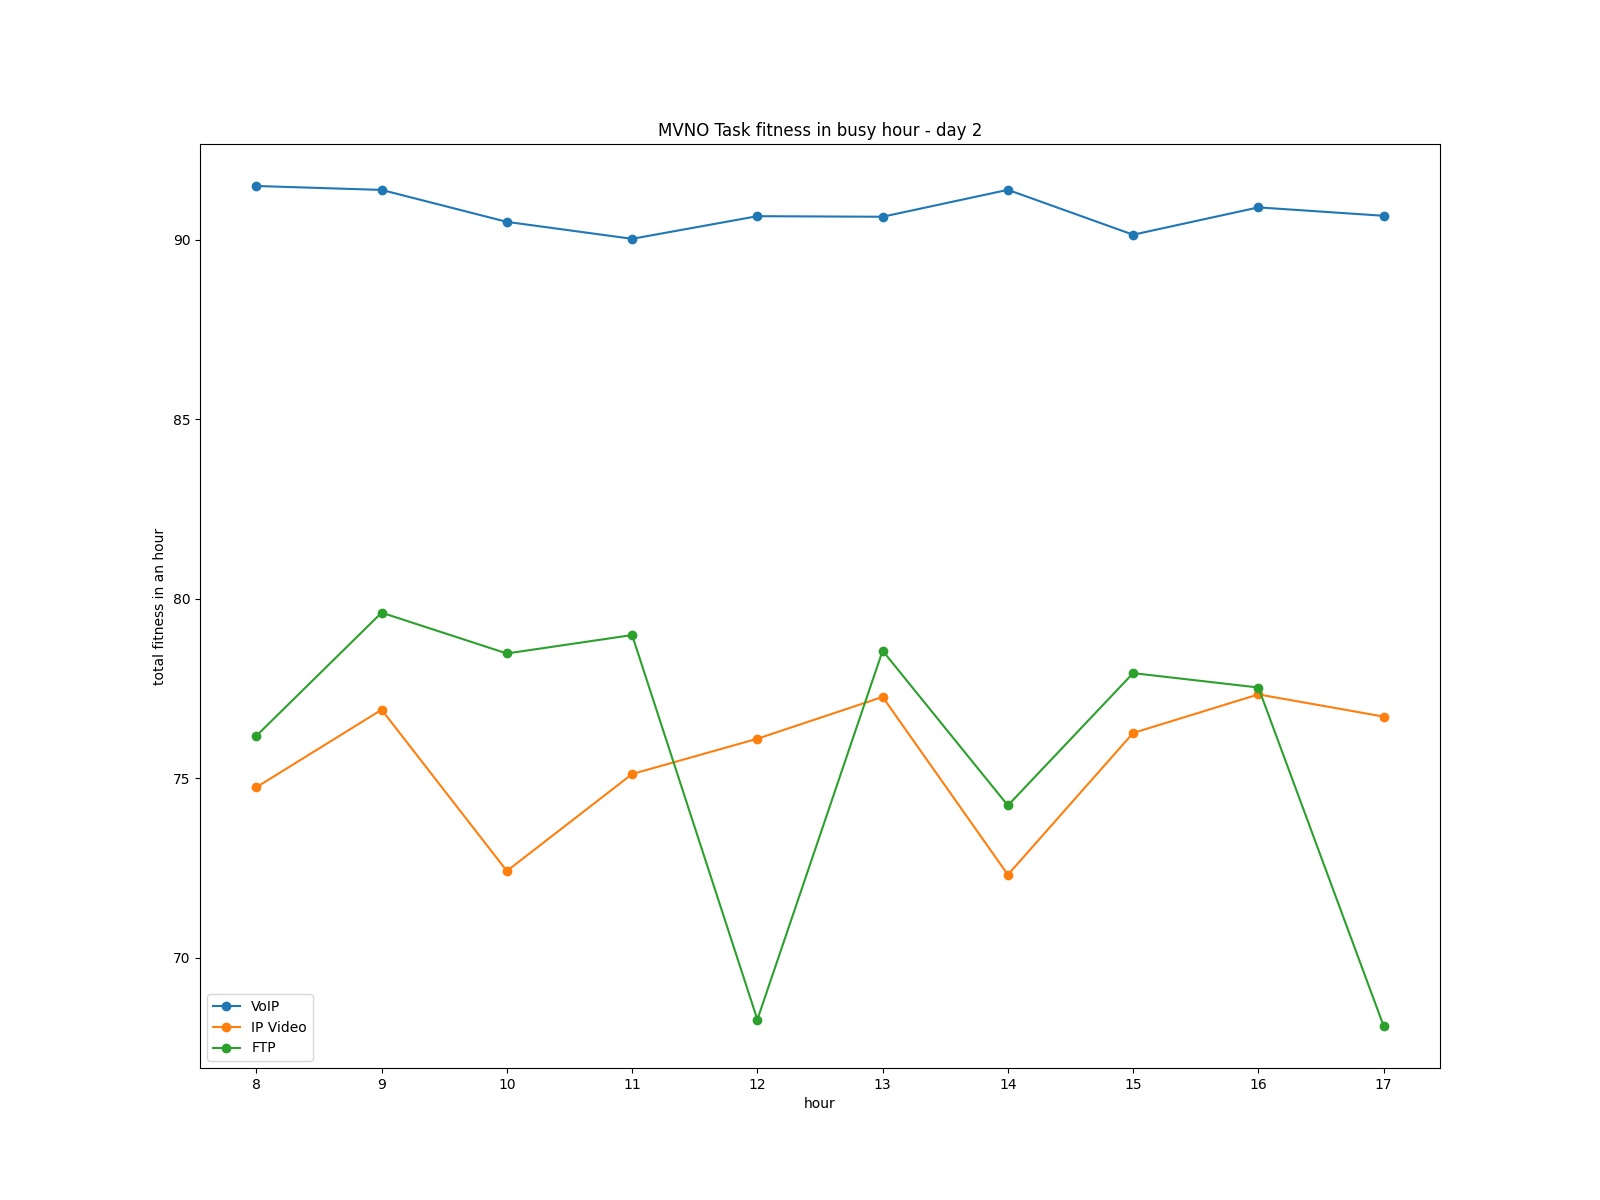 MVNO Task fitness in busy hour - day 2
total fitness in an hour
90
85
80
75
70
VoIP
IP Video
FTP
8 9 10 11 12 13 14 15 16 17
hour